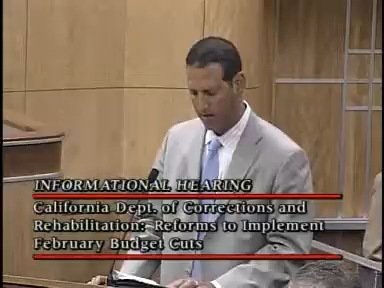 INFORMATIONAL HEARING
California Dept. of Corrections and
Rehabilitation: Reforms to Implement
February Budget Cuts